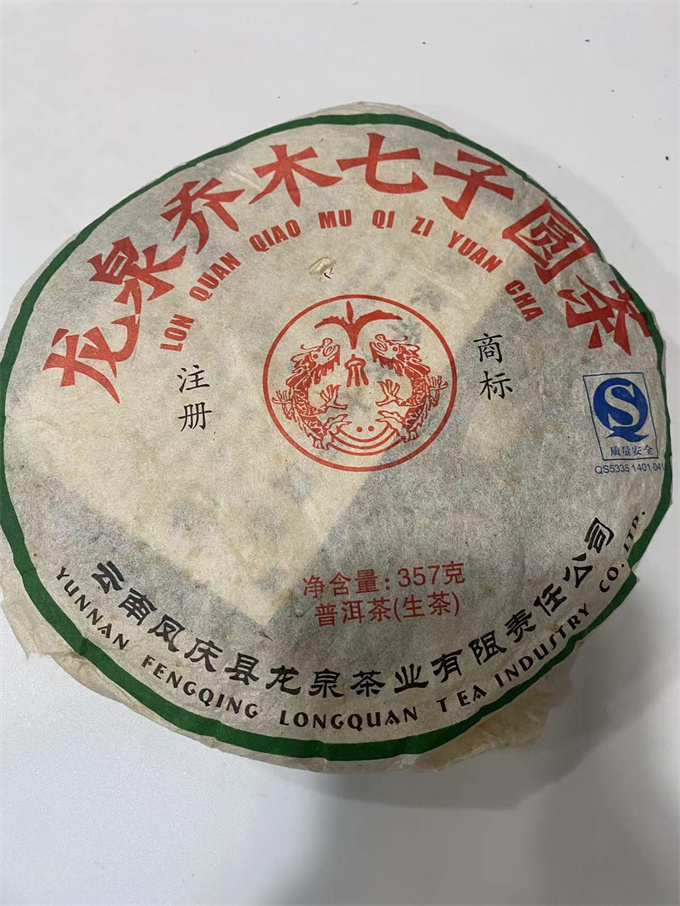 龙泉乔木七子圆茶
LON QUAN QIAO MU QI ZI YUAN CHA
注册
商标
质量安全
QS5335 1401 041
净含量：357克
普洱茶(生茶)
云南凤庆县龙泉茶业有限责任公司
YUNNAN FENGQING LONGQUAN TEA INDUSTRY CO. LTD.